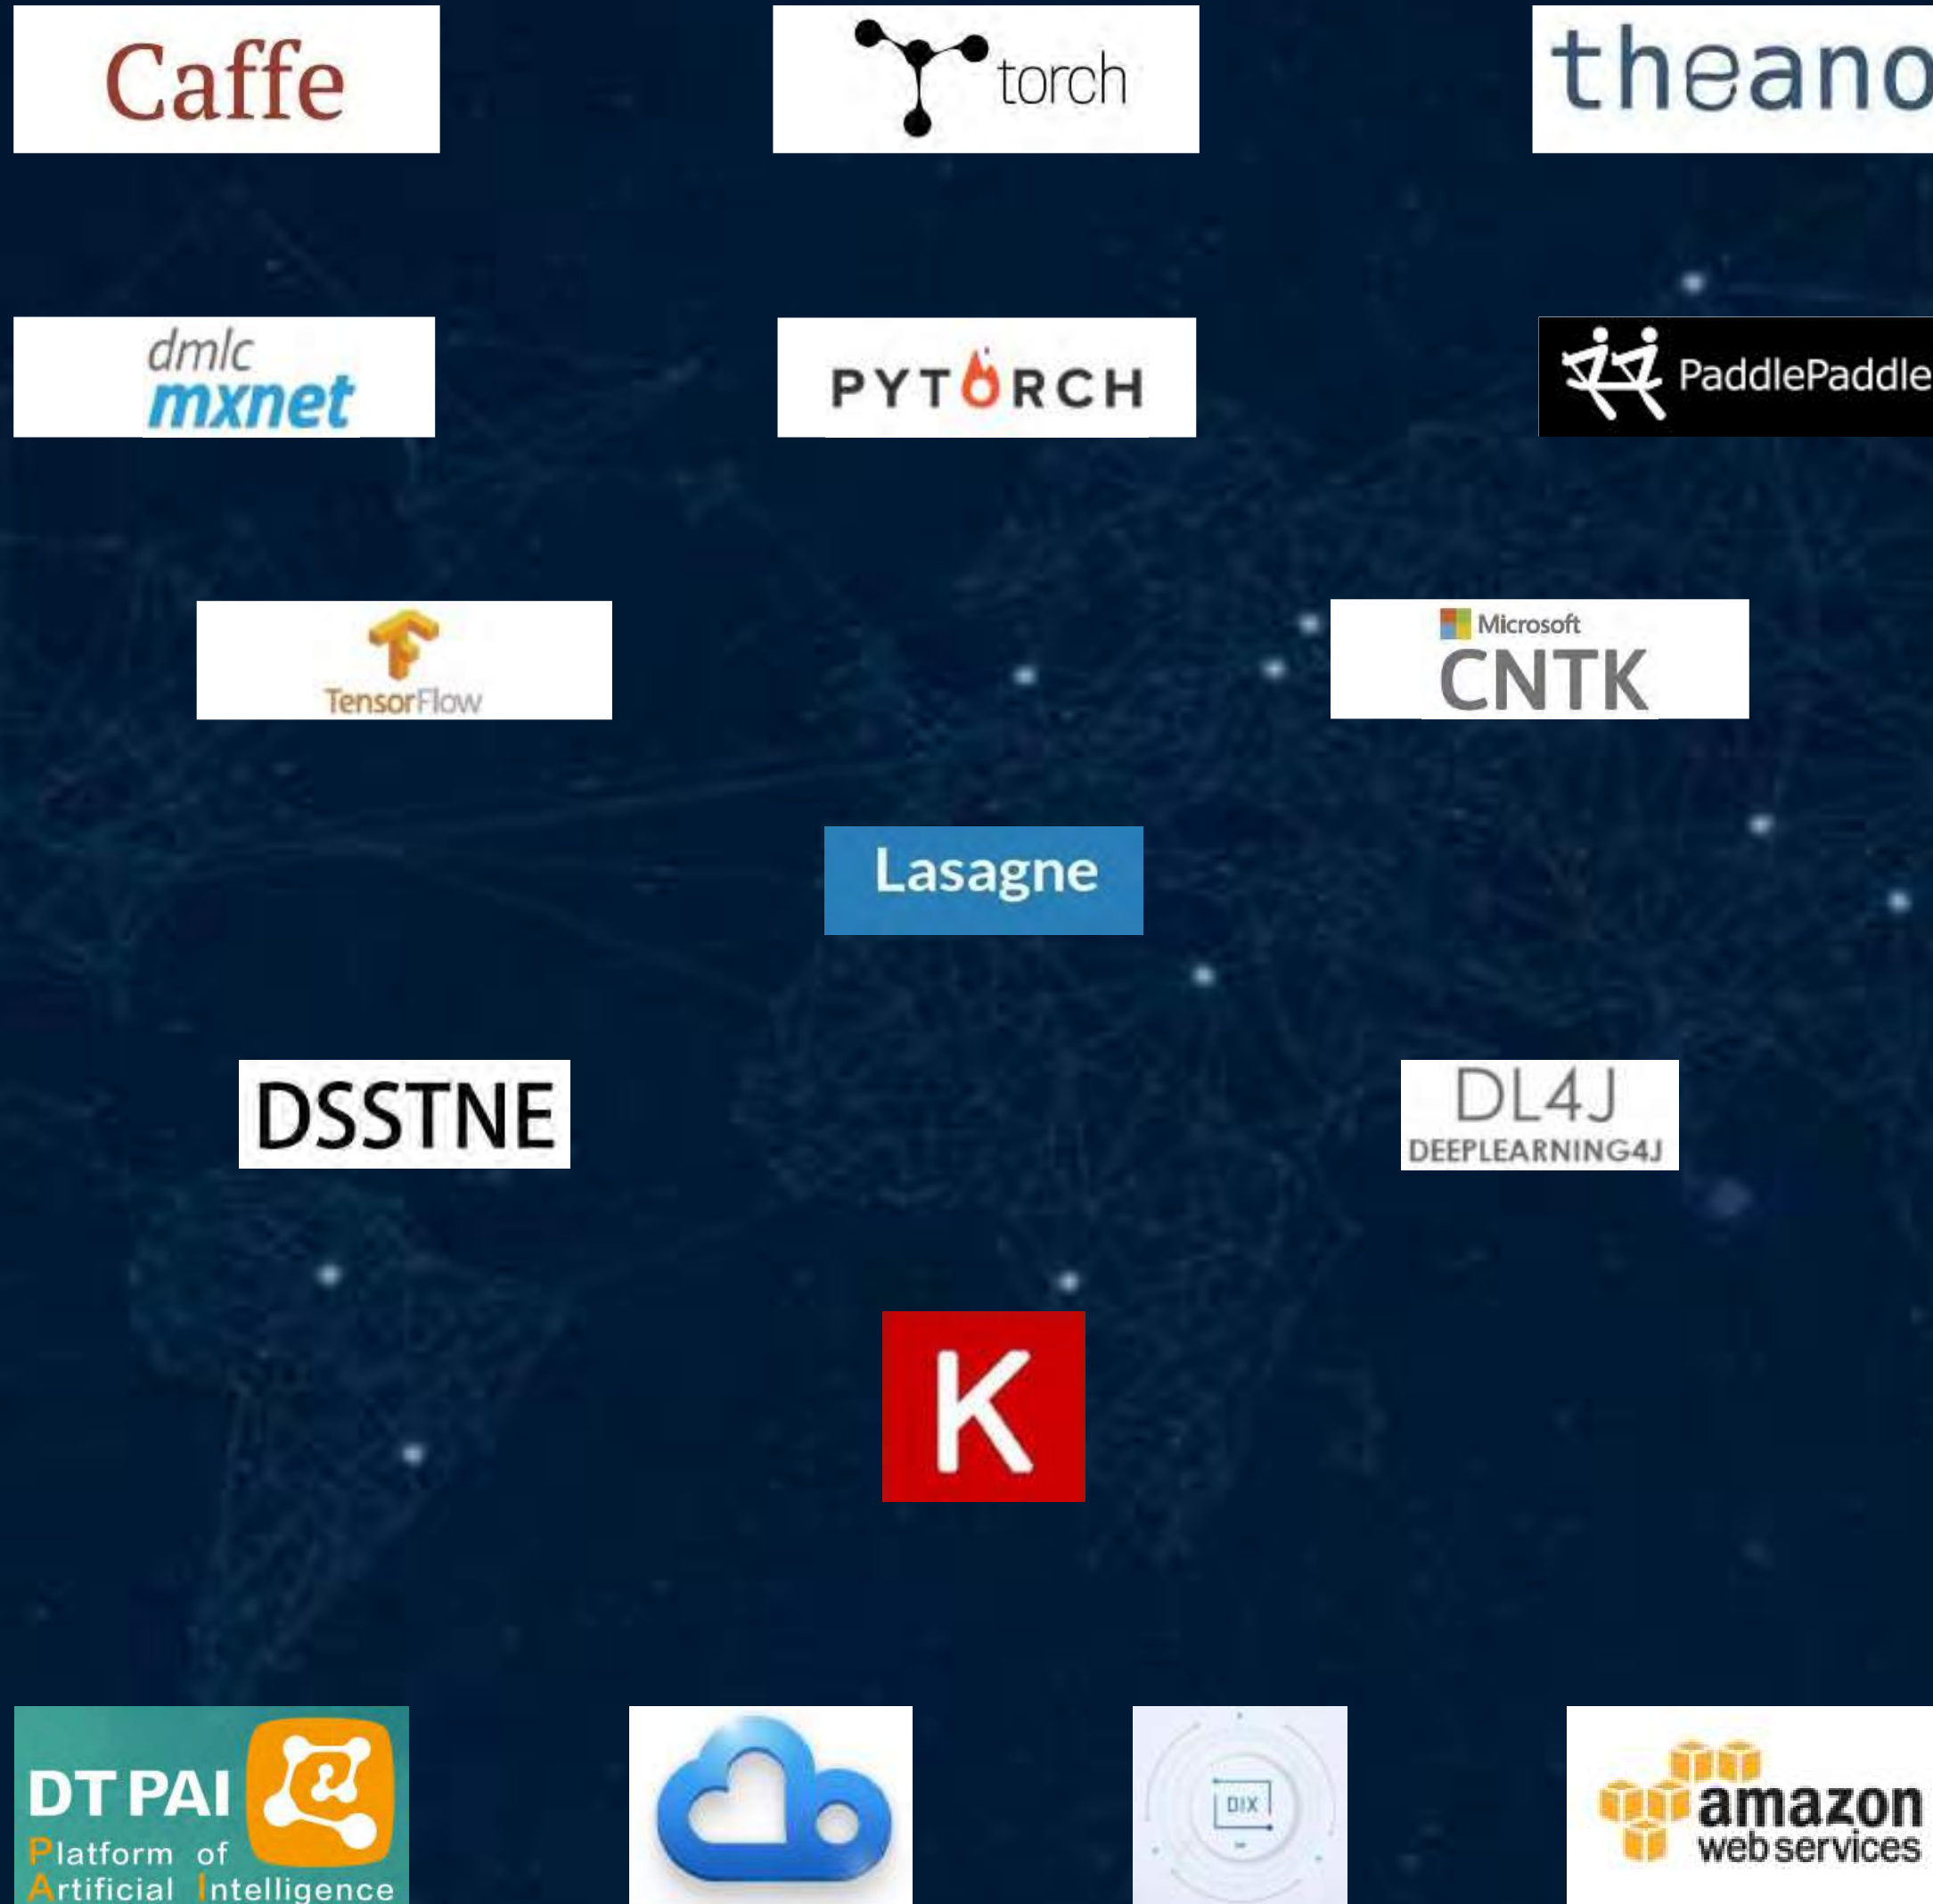 Caffe
torch
theano
dmlc
mxnet
PYTORCH
PaddlePaddle
TensorFlow
Microsoft
CNTK
Lasagne
DSSTNE
DL4J
DEEPLEARNING4J
K
DT PAI
Platform of
Artificial Intelligence
DIX
amazon
web services